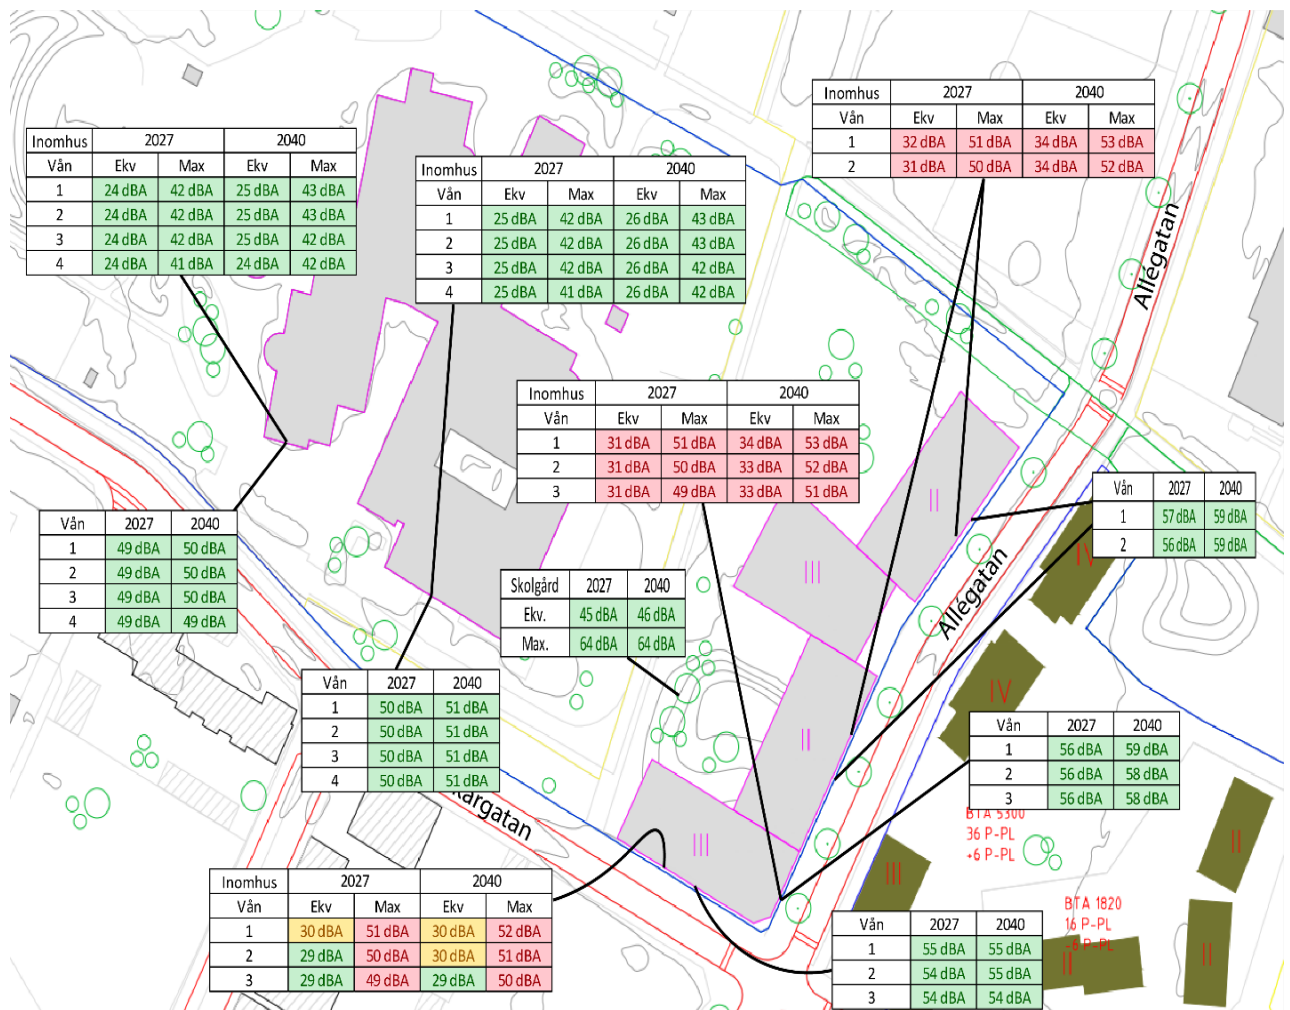 Inomhus 2027 2040
Vån Ekv Max Ekv Max
1 32 dBA 51 dBA 34 dBA 53 dBA
2 31 dBA 50 dBA 34 dBA 52 dBA
Inomhus 2027 2040
Vån Ekv Max Ekv Max
1 24 dBA 42 dBA 25 dBA 43 dBA
2 24 dBA 42 dBA 25 dBA 43 dBA
3 24 dBA 42 dBA 25 dBA 42 dBA
4 24 dBA 41 dBA 24 dBA 42 dBA
Inomhus 2027 2040
Vån Ekv Max Ekv Max
1 25 dBA 42 dBA 26 dBA 43 dBA
2 25 dBA 42 dBA 26 dBA 43 dBA
3 25 dBA 42 dBA 26 dBA 42 dBA
4 25 dBA 41 dBA 26 dBA 42 dBA
Allégatan
Inomhus 2027 2040
Vån Ekv Max Ekv Max
1 31 dBA 51 dBA 34 dBA 53 dBA
2 31 dBA 50 dBA 33 dBA 52 dBA
3 31 dBA 49 dBA 33 dBA 51 dBA
II
Vån 2027 2040
1 57 dBA 59 dBA
2 56 dBA 59 dBA
IV
Vån 2027 2040
1 49 dBA 50 dBA
2 49 dBA 50 dBA
3 49 dBA 50 dBA
4 49 dBA 49 dBA
III
Skolgård 2027 2040
Ekv. 45 dBA 46 dBA
Max. 64 dBA 64 dBA
Allégatan
IV
Vån 2027 2040
1 50 dBA 51 dBA
2 50 dBA 51 dBA
3 50 dBA 51 dBA
4 50 dBA 51 dBA
II
Vån 2027 2040
1 56 dBA 59 dBA
2 56 dBA 58 dBA
3 56 dBA 58 dBA
BTA 5300
36 P-PL
+6 P-PL
III
III
II
Inomhus 2027 2040
Vån Ekv Max Ekv Max
1 30 dBA 51 dBA 30 dBA 52 dBA
2 29 dBA 50 dBA 30 dBA 51 dBA
3 29 dBA 49 dBA 29 dBA 50 dBA
BTA 1820
16 P-PL
-6 P-PL
II
II
Vån 2027 2040
1 55 dBA 55 dBA
2 54 dBA 55 dBA
3 54 dBA 54 dBA